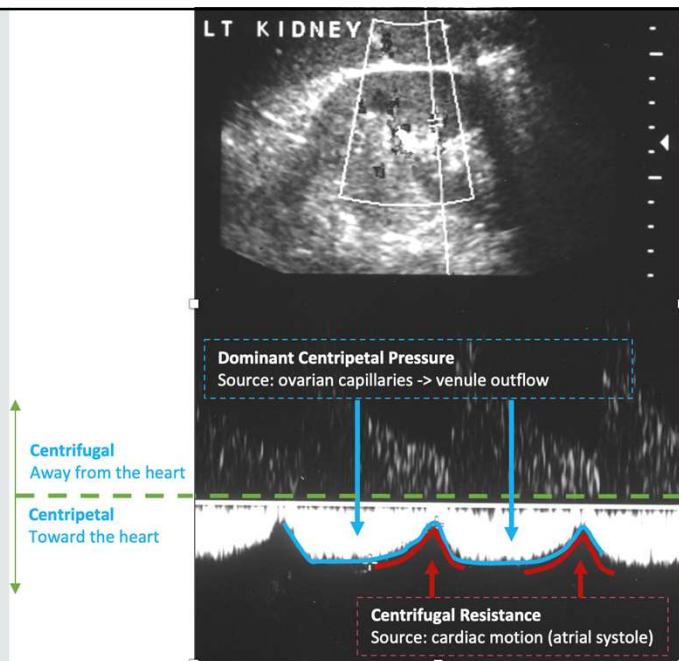 LT KIDNEY
Dominant Centripetal Pressure
Source: ovarian capillaries -> venule outflow
Centrifugal
Away from the heart
Centripetal
Toward the heart
Centrifugal Resistance
Source: cardiac motion (atrial systole)